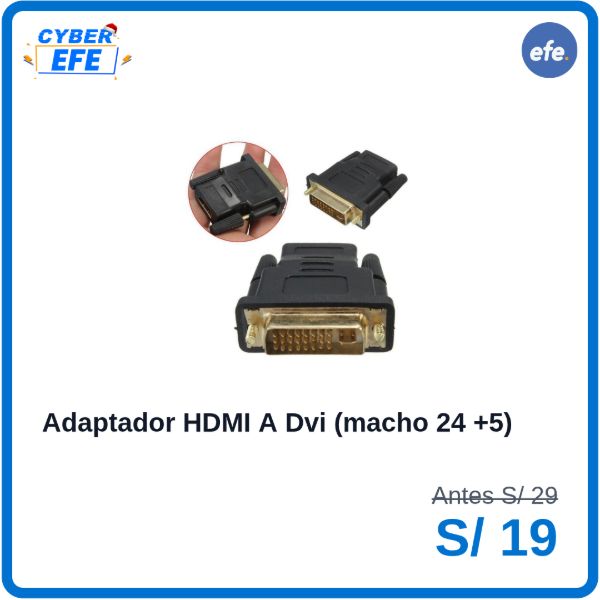 CYBER
EFE
efe.
Adaptador HDMI A Dvi (macho 24 +5)
Antes S/ 29
S/ 19